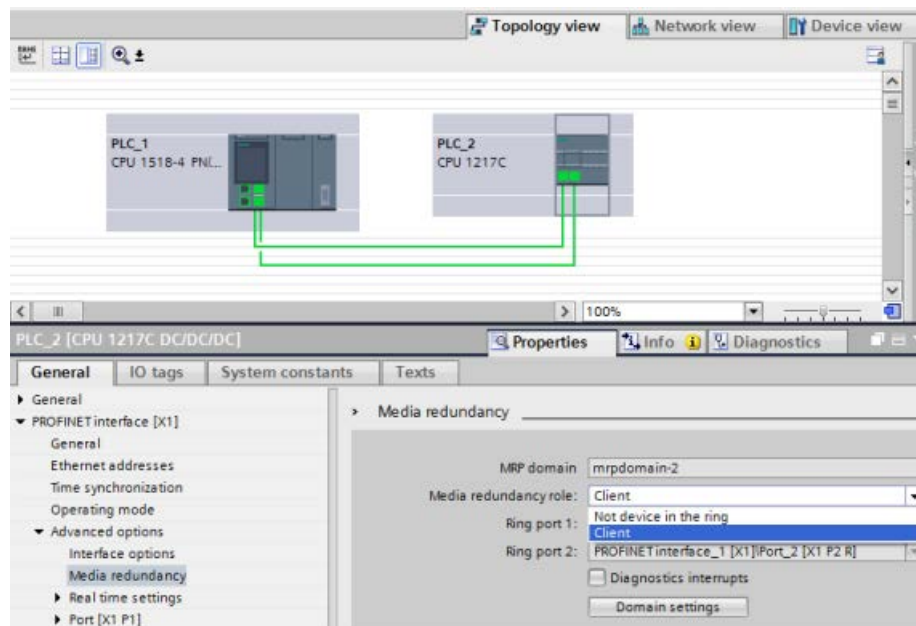 Topology view
Network view
Device view
PLC_1
CPU 1518-4 PN(...
PLC_2
CPU 1217C
100%
PLC_2 [CPU 1217C DC/DC/DC]
Properties
Info
Diagnostics
General
IO tags
System constants
Texts
General
PROFINET interface [X1]
General
Ethernet addresses
Time synchronization
Operating mode
Advanced options
Interface options
Media redundancy
Real time settings
Port [X1 P1]
Media redundancy
MRP domain
mrpdomain-2
Media redundancy role:
Client
Ring port 1:
Not device in the ring
Client
Ring port 2:
PROFINET interface_1 [X1]\Port_2 [X1 P2 R]
Diagnostics interrupts
Domain settings